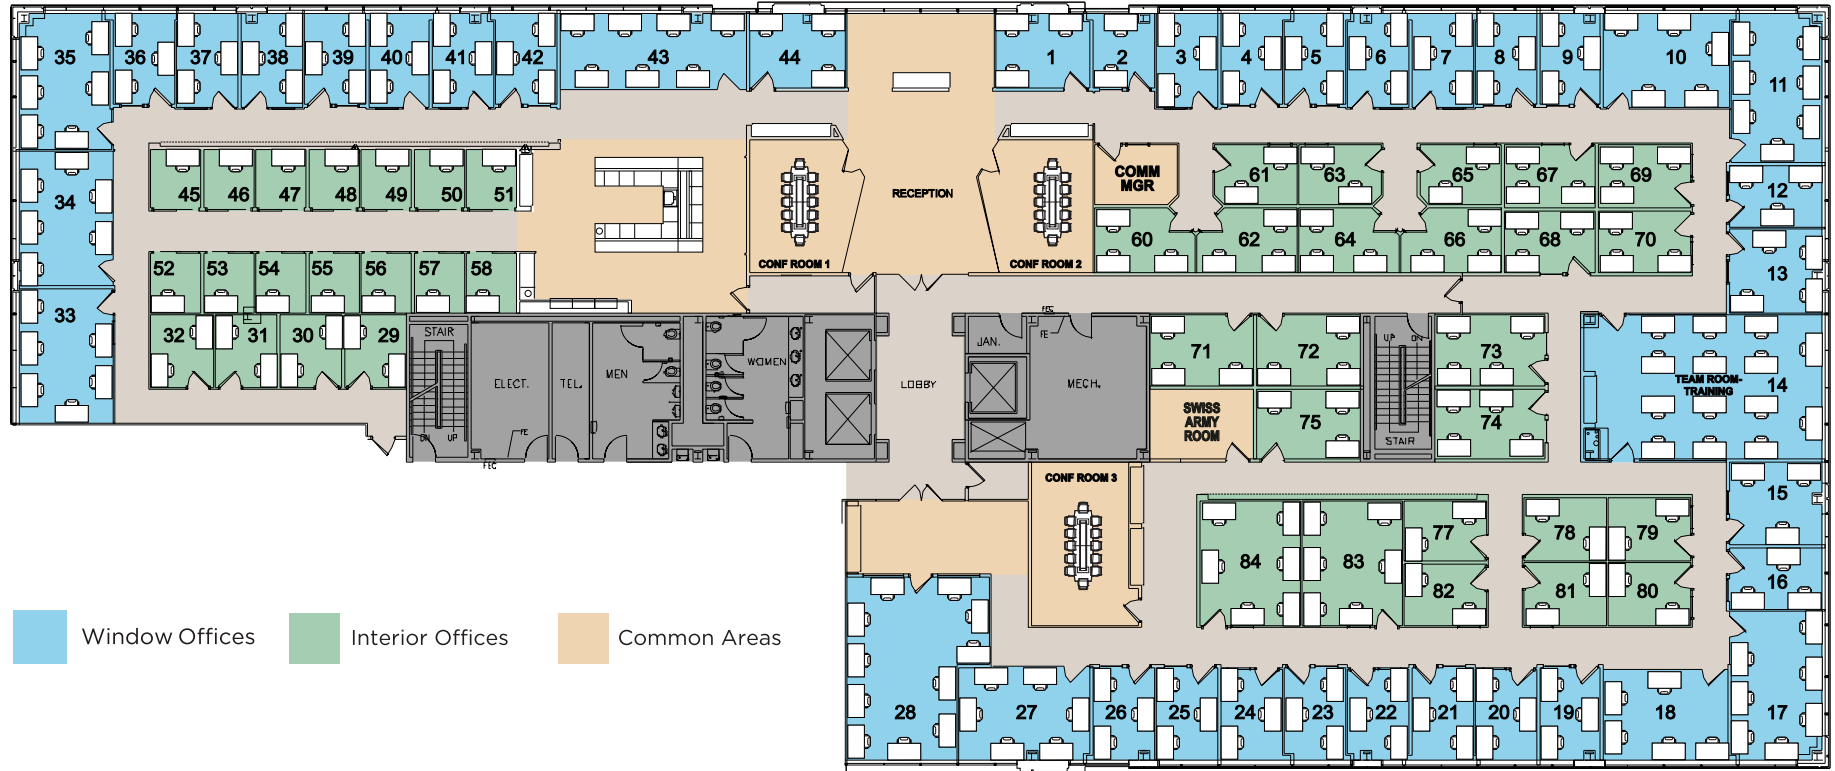 35 36 37 38 39 40 41 42 43 44 1 2 3 4 5 6 7 8 9 10 11
COMM
MGR
61 63 65 67 69
12
45 46 47 48 49 50 51
RECEPTION
34
60 62 64 66 68 70
CONF ROOM 1
CONF ROOM 2
52 53 54 55 56 57 58
13
33
32 31 30 29
STAIR
ELECT.
TEL.
MEN
WOMEN
LOBBY
JAN.
FEC
FE
MECH.
71 72
UP DN
73
TEAM ROOM-
TRAINING
14
SWISS
ARMY
ROOM
75
STAIR
74
DN UP
FE
FEC
CONF ROOM 3
15
84 83 77 78 79
82 81 80
16
Window Offices
Interior Offices
Common Areas
28 27 26 25 24 23 22 21 20 19 18 17